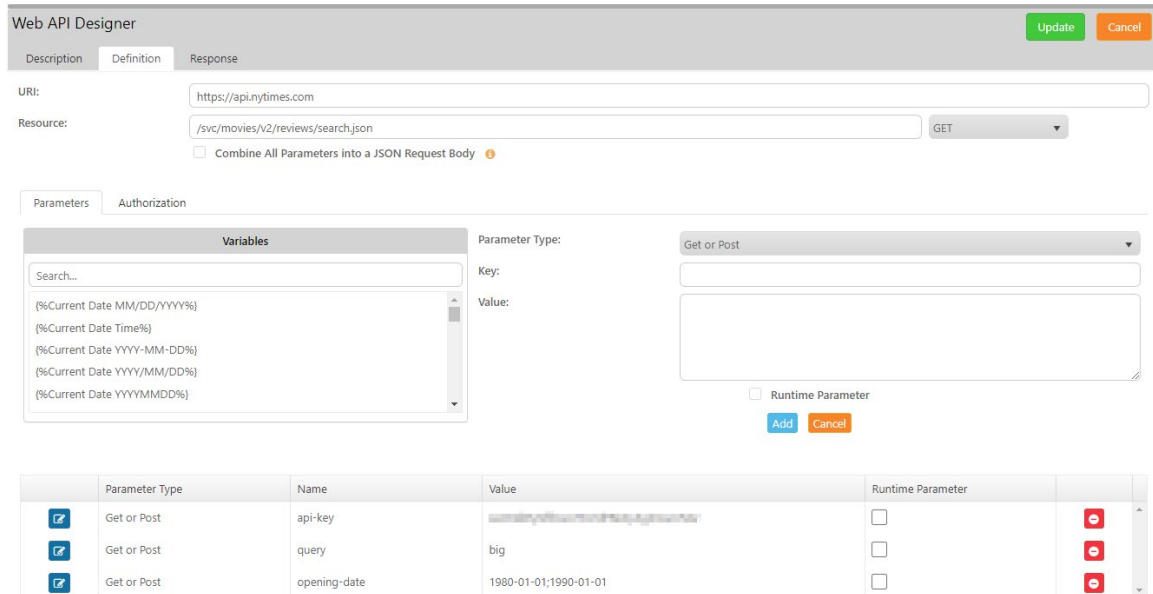 Web API Designer
Update Cancel
Description Definition Response
URI: https://api.nytimes.com
Resource: /svc/movies/v2/reviews/search.json GET
Combine All Parameters into a JSON Request Body
Parameters Authorization
Variables
Search...
{%Current Date MM/DD/YYYY%}
{%Current Date Time%}
{%Current Date YYYY-MM-DD%}
{%Current Date YYYY/MM/DD%}
{%Current Date YYYYMMDD%}
Parameter Type: Get or Post
Key:
Value:
Runtime Parameter
Add Cancel
Parameter Type Name Value Runtime Parameter
Get or Post api-key
Get or Post query big
Get or Post opening-date 1980-01-01;1990-01-01